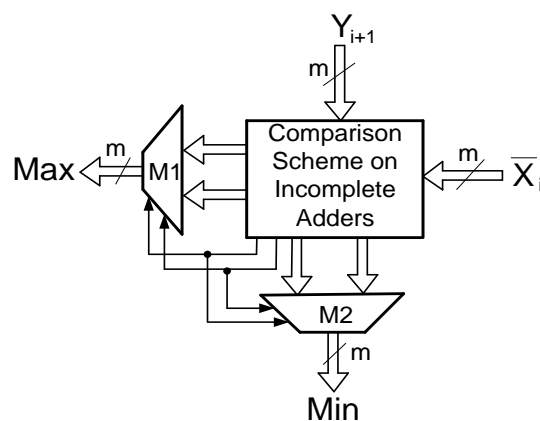 Y i+1
m
Comparison
Scheme on
Incomplete
Adders
m
Max
M1
m
X̅ i
M2
m
Min